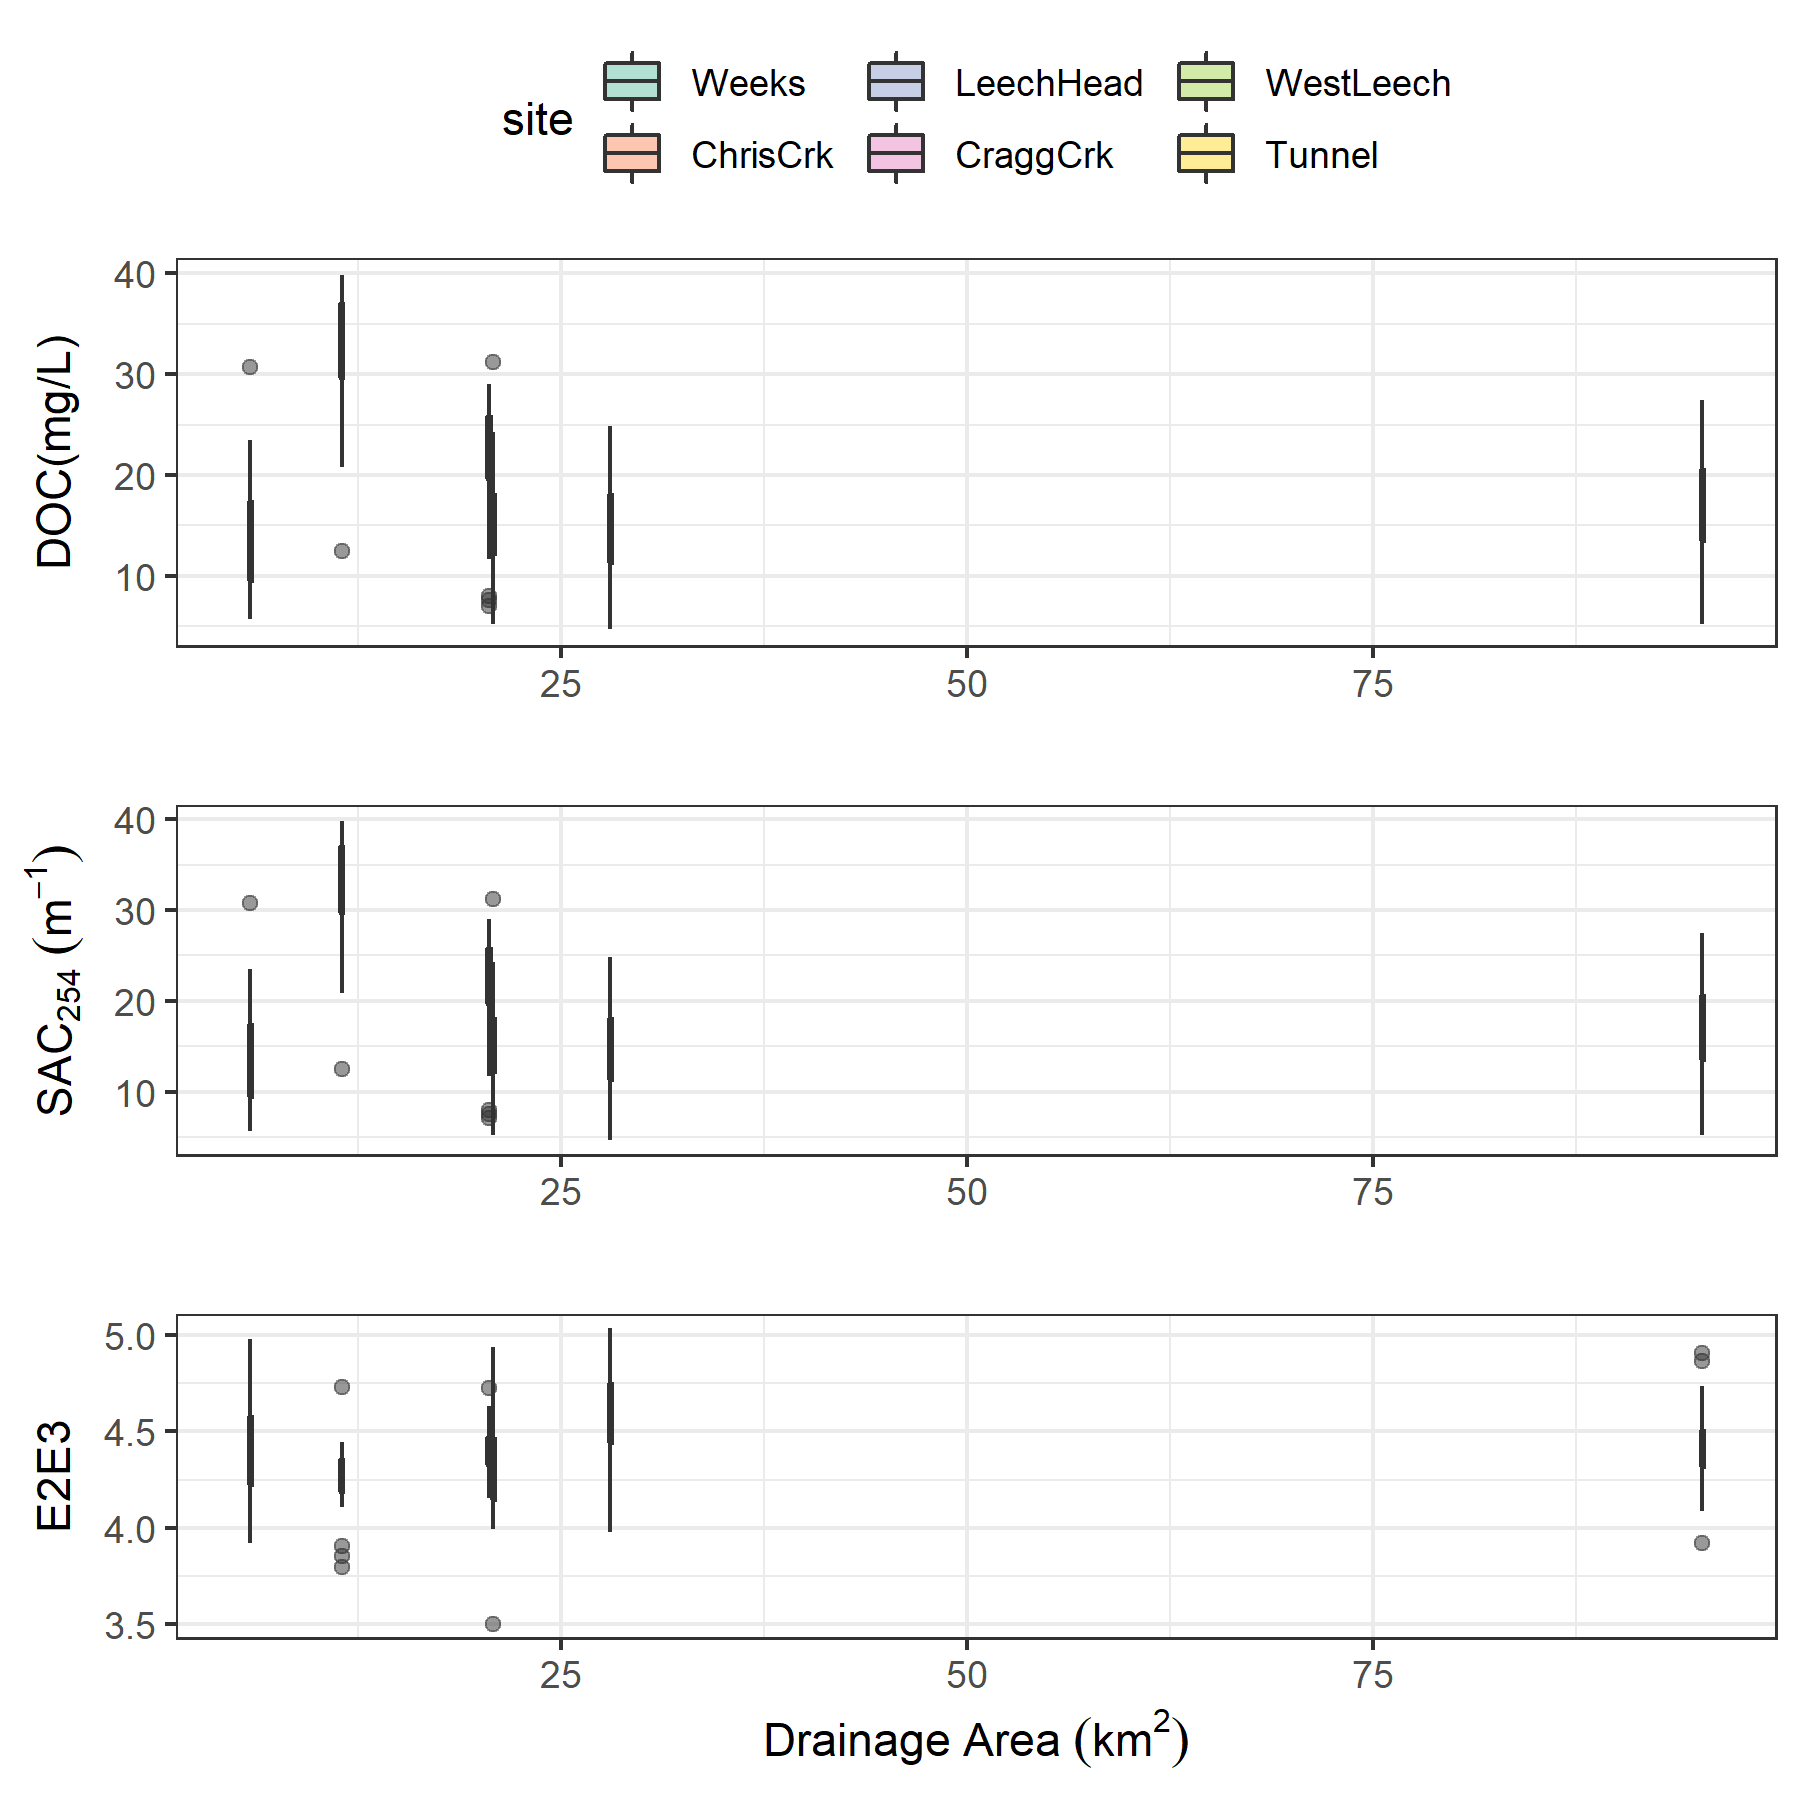 site
Weeks LeechHead WestLeech
ChrisCrk CraggCrk Tunnel
DOC(mg/L)
40
30
20
10
25 50 75
SAC₂₅₄ (m⁻¹)
40
30
20
10
25 50 75
E2E3
5.0
4.5
4.0
3.5
25 50 75
Drainage Area (km²)